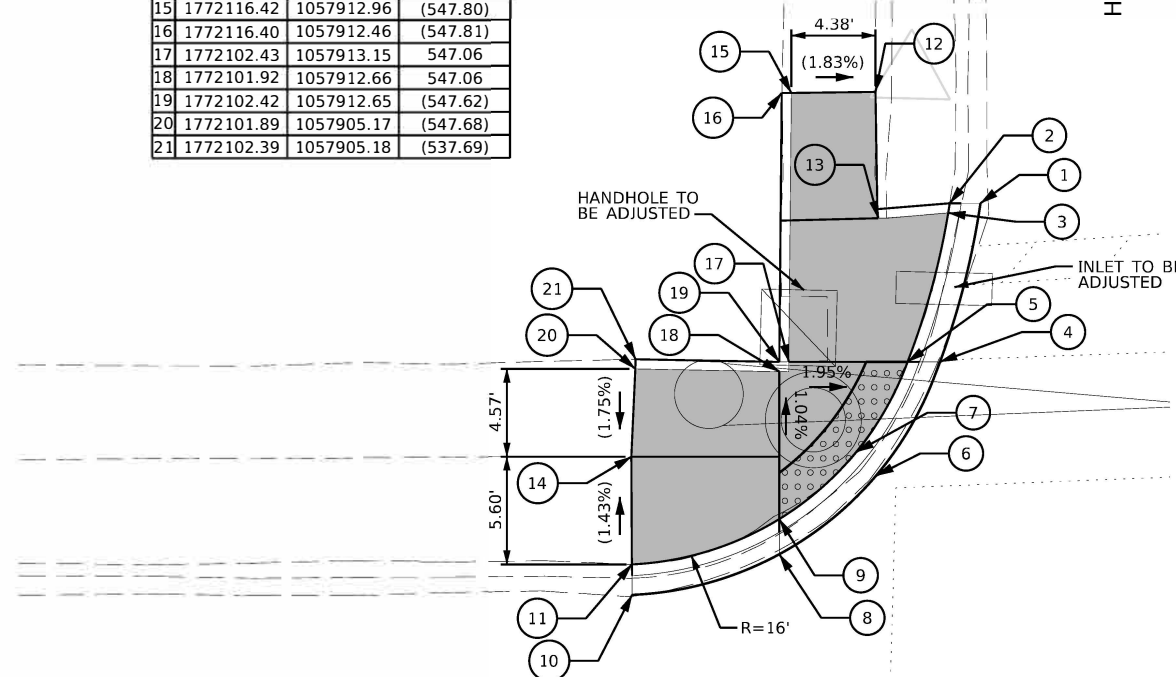 15 1772116.42 1057912.96 (547.80)
16 1772116.40 1057912.46 (547.81)
17 1772102.43 1057913.15 547.06
18 1772101.92 1057912.66 547.06
19 1772102.42 1057912.65 (547.62)
20 1772101.89 1057905.17 (547.68)
21 1772102.39 1057905.18 (537.69)
H
4.38'
(1.83%)
15
12
16
13
2
1
3
HANDHOLE TO
BE ADJUSTED
17
INLET TO BE
ADJUSTED
21
19
5
20
18
4
1.95%
4.57'
(1.75%)
1.04%
7
6
14
5.60'
(1.43%)
9
11
8
R=16'
10